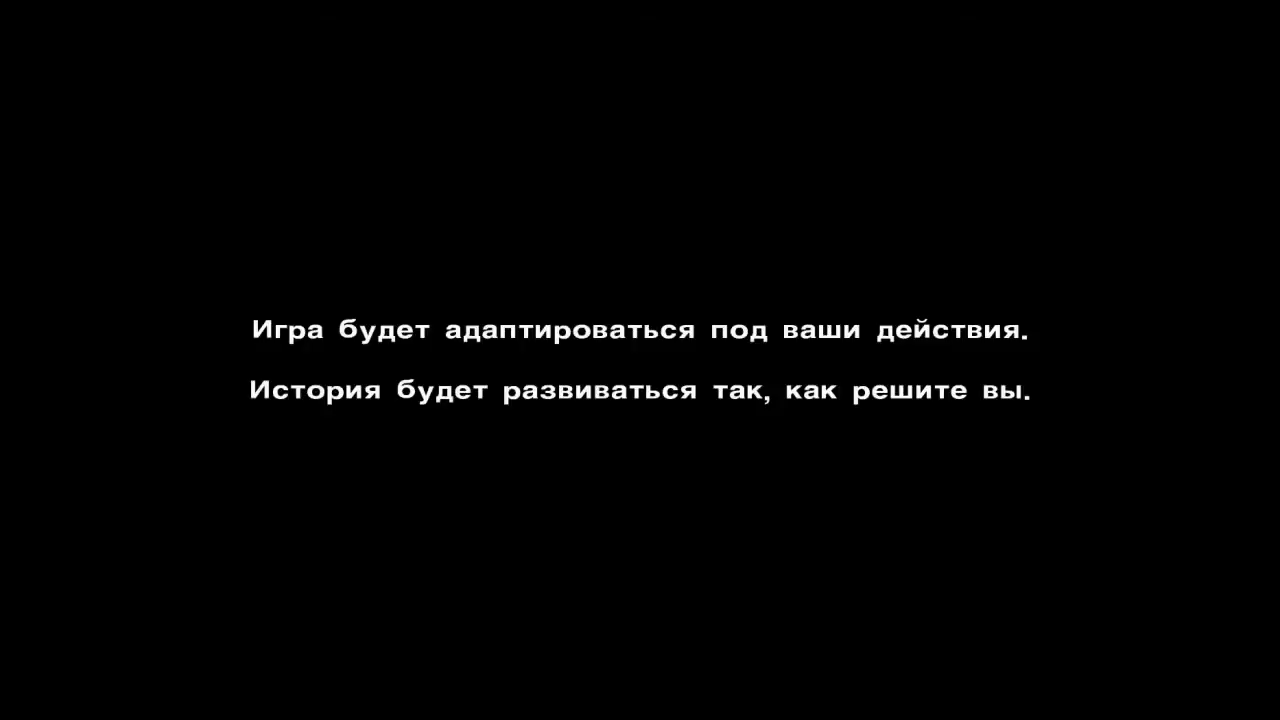 Игра будет адаптироваться под ваши действия.
История будет развиваться так, как решите вы.